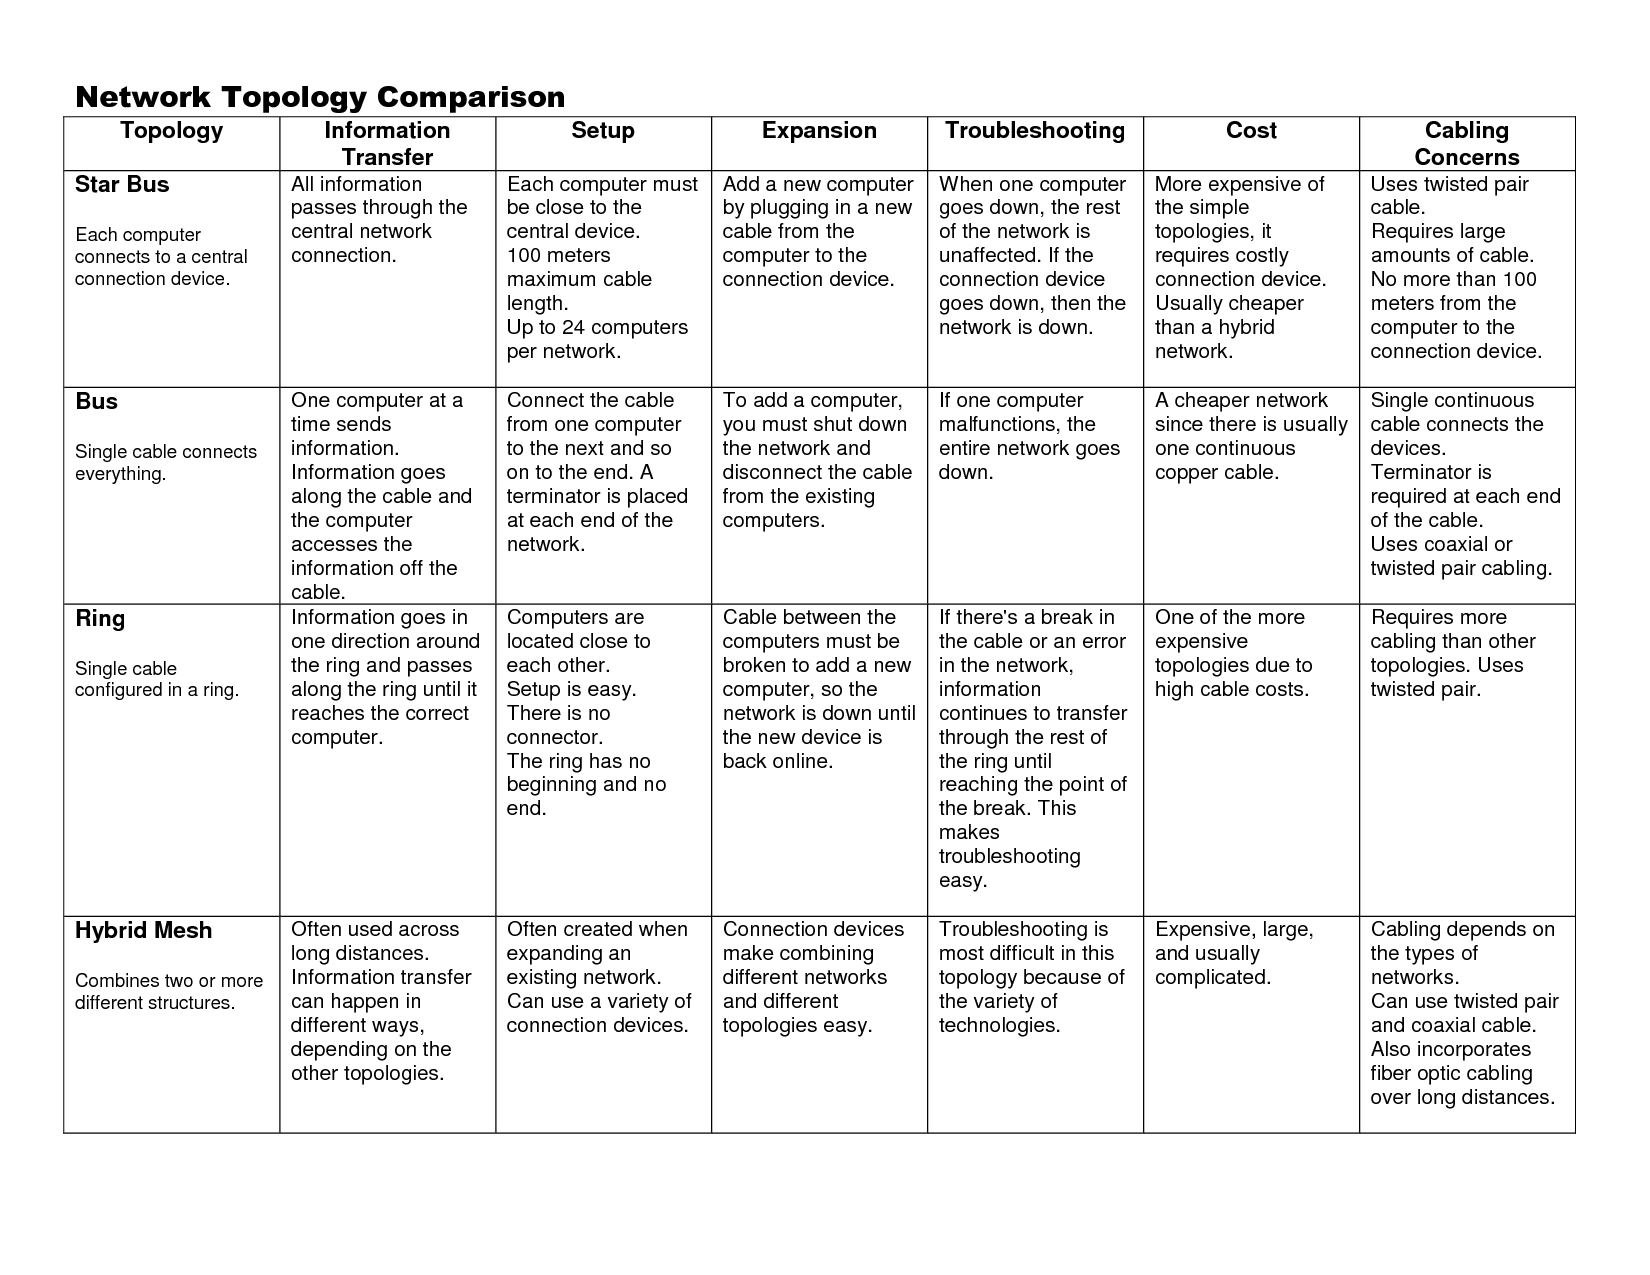 Network Topology Comparison
Topology
Information
Transfer
Setup
Expansion
Troubleshooting
Cost
Cabling
Concerns
Star Bus
Each computer
connects to a central
connection device.
All information
passes through the
central network
connection.
Each computer must
be close to the
central device.
100 meters
maximum cable
length.
Up to 24 computers
per network.
Add a new computer
by plugging in a new
cable from the
computer to the
connection device.
When one computer
goes down, the rest
of the network is
unaffected. If the
connection device
goes down, then the
network is down.
More expensive of
the simple
topologies, it
requires costly
connection device.
Usually cheaper
than a hybrid
network.
Uses twisted pair
cable.
Requires large
amounts of cable.
No more than 100
meters from the
computer to the
connection device.
Bus
Single cable connects
everything.
One computer at a
time sends
information.
Information goes
along the cable and
the computer
accesses the
information off the
cable.
Connect the cable
from one computer
to the next and so
on to the end. A
terminator is placed
at each end of the
network.
To add a computer,
you must shut down
the network and
disconnect the cable
from the existing
computers.
If one computer
malfunctions, the
entire network goes
down.
A cheaper network
since there is usually
one continuous
copper cable.
Single continuous
cable connects the
devices.
Terminator is
required at each end
of the cable.
Uses coaxial or
twisted pair cabling.
Ring
Single cable
configured in a ring.
Information goes in
one direction around
the ring and passes
along the ring until it
reaches the correct
computer.
Computers are
located close to
each other.
Setup is easy.
There is no
connector.
The ring has no
beginning and no
end.
Cable between the
computers must be
broken to add a new
computer, so the
network is down until
the new device is
back online.
If there's a break in
the cable or an error
in the network,
information
continues to transfer
through the rest of
the ring until
reaching the point of
the break. This
makes
troubleshooting
easy.
One of the more
expensive
topologies due to
high cable costs.
Requires more
cabling than other
topologies. Uses
twisted pair.
Hybrid Mesh
Combines two or more
different structures.
Often used across
long distances.
Information transfer
can happen in
different ways,
depending on the
other topologies.
Often created when
expanding an
existing network.
Can use a variety of
connection devices.
Connection devices
make combining
different networks
and different
topologies easy.
Troubleshooting is
most difficult in this
topology because of
the variety of
technologies.
Expensive, large,
and usually
complicated.
Cabling depends on
the types of
networks.
Can use twisted pair
and coaxial cable.
Also incorporates
fiber optic cabling
over long distances.